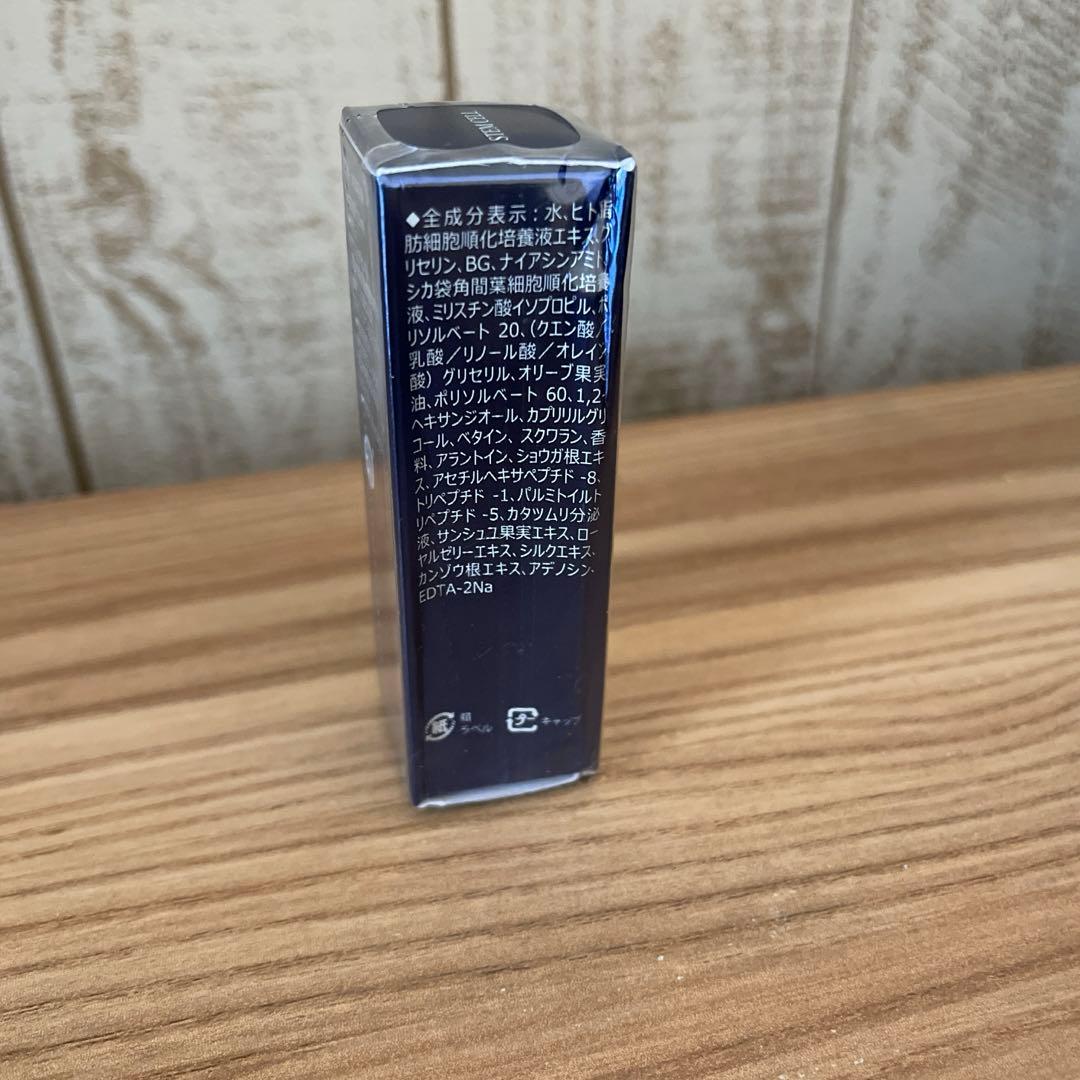 STEM CELL
◆全成分表示：水、ヒト脂
肪細胞順化培養液エキス、グ
リセリン、BG、ナイアシンアミド、
シカ袋角間葉細胞順化培養
液、ミリスチン酸イソプロピル、ポ
リソルベート 20、（クエン酸／
乳酸／リノール酸／オレイン
酸）グリセリル、オリーブ果実
油、ポリソルベート 60、1,2-
ヘキサンジオール、カプリリルグリ
コール、ベタイン、スクワラン、香
料、アラントイン、ショウガ根エキ
ス、アセチルヘキサペプチド -8、
トリペプチド -1、パルミトイルト
リペプチド -5、カタツムリ分泌
液、サンシュユ果実エキス、ロー
ヤルゼリーエキス、シルクエキス、
カンゾウ根エキス、アデノシン、
EDTA-2Na
紙 箱 プラ キャップ
ラベル